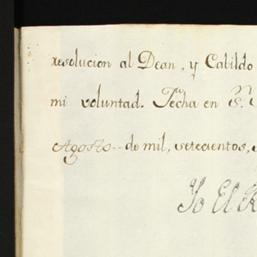 resolucion al Dean, y Cabildo
mi voluntad. Fecha en S.ⁿ
Agosto - de mil, setecientos,
Yo El R